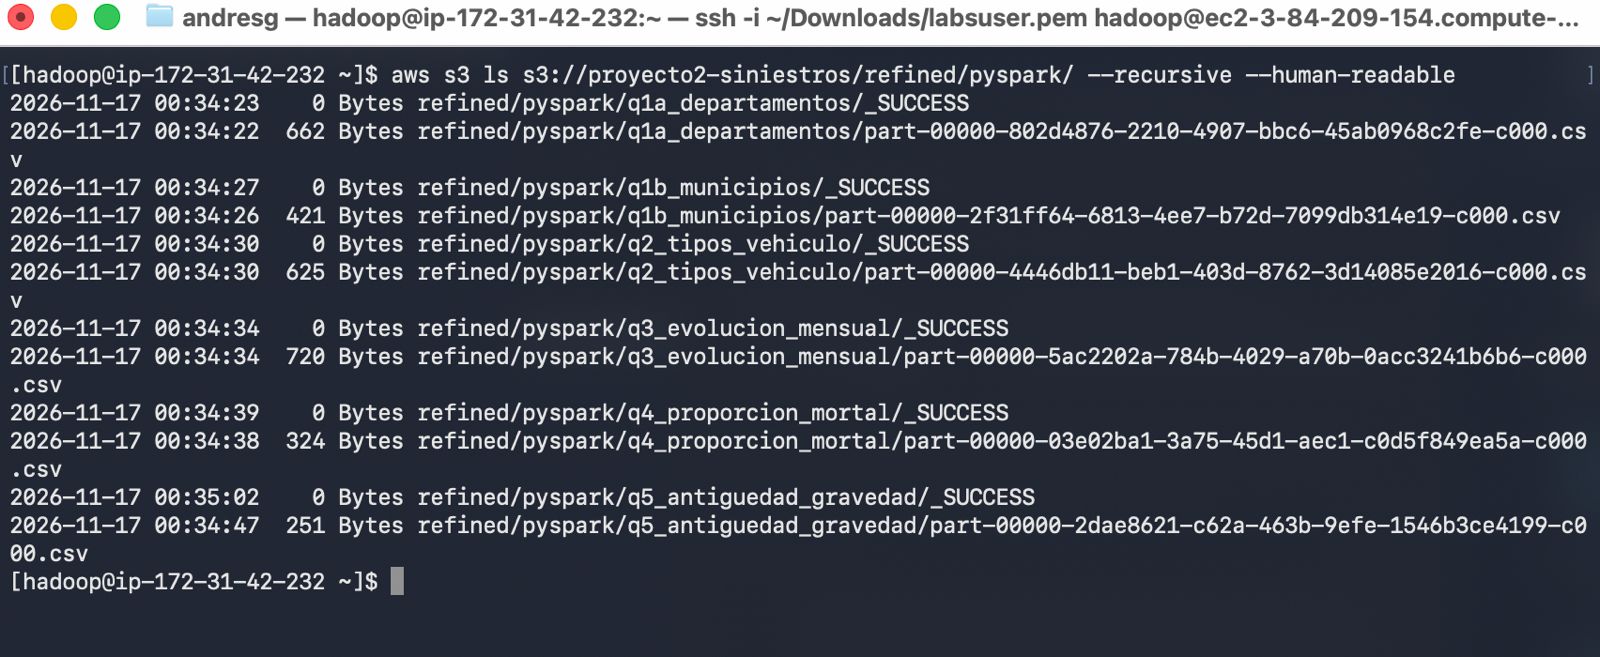 andresg — hadoop@ip-172-31-42-232:~ — ssh -i ~/Downloads/labsuser.pem hadoop@ec2-3-84-209-154.compute-...
[[hadoop@ip-172-31-42-232 ~]$ aws s3 ls s3://proyecto2-siniestros/refined/pyspark/ --recursive --human-readable ]
2026-11-17 00:34:23    0 Bytes refined/pyspark/q1a_departamentos/_SUCCESS
2026-11-17 00:34:22  662 Bytes refined/pyspark/q1a_departamentos/part-00000-802d4876-2210-4907-bbc6-45ab0968c2fe-c000.cs
v
2026-11-17 00:34:27    0 Bytes refined/pyspark/q1b_municipios/_SUCCESS
2026-11-17 00:34:26  421 Bytes refined/pyspark/q1b_municipios/part-00000-2f31ff64-6813-4ee7-b72d-7099db314e19-c000.csv
2026-11-17 00:34:30    0 Bytes refined/pyspark/q2_tipos_vehiculo/_SUCCESS
2026-11-17 00:34:30  625 Bytes refined/pyspark/q2_tipos_vehiculo/part-00000-4446db11-beb1-403d-8762-3d14085e2016-c000.cs
v
2026-11-17 00:34:34    0 Bytes refined/pyspark/q3_evolucion_mensual/_SUCCESS
2026-11-17 00:34:34  720 Bytes refined/pyspark/q3_evolucion_mensual/part-00000-5ac2202a-784b-4029-a70b-0acc3241b6b6-c000
.csv
2026-11-17 00:34:39    0 Bytes refined/pyspark/q4_proporcion_mortal/_SUCCESS
2026-11-17 00:34:38  324 Bytes refined/pyspark/q4_proporcion_mortal/part-00000-03e02ba1-3a75-45d1-aec1-c0d5f849ea5a-c000
.csv
2026-11-17 00:35:02    0 Bytes refined/pyspark/q5_antiguedad_gravedad/_SUCCESS
2026-11-17 00:34:47  251 Bytes refined/pyspark/q5_antiguedad_gravedad/part-00000-2dae8621-c62a-463b-9efe-1546b3ce4199-c0
00.csv
[hadoop@ip-172-31-42-232 ~]$